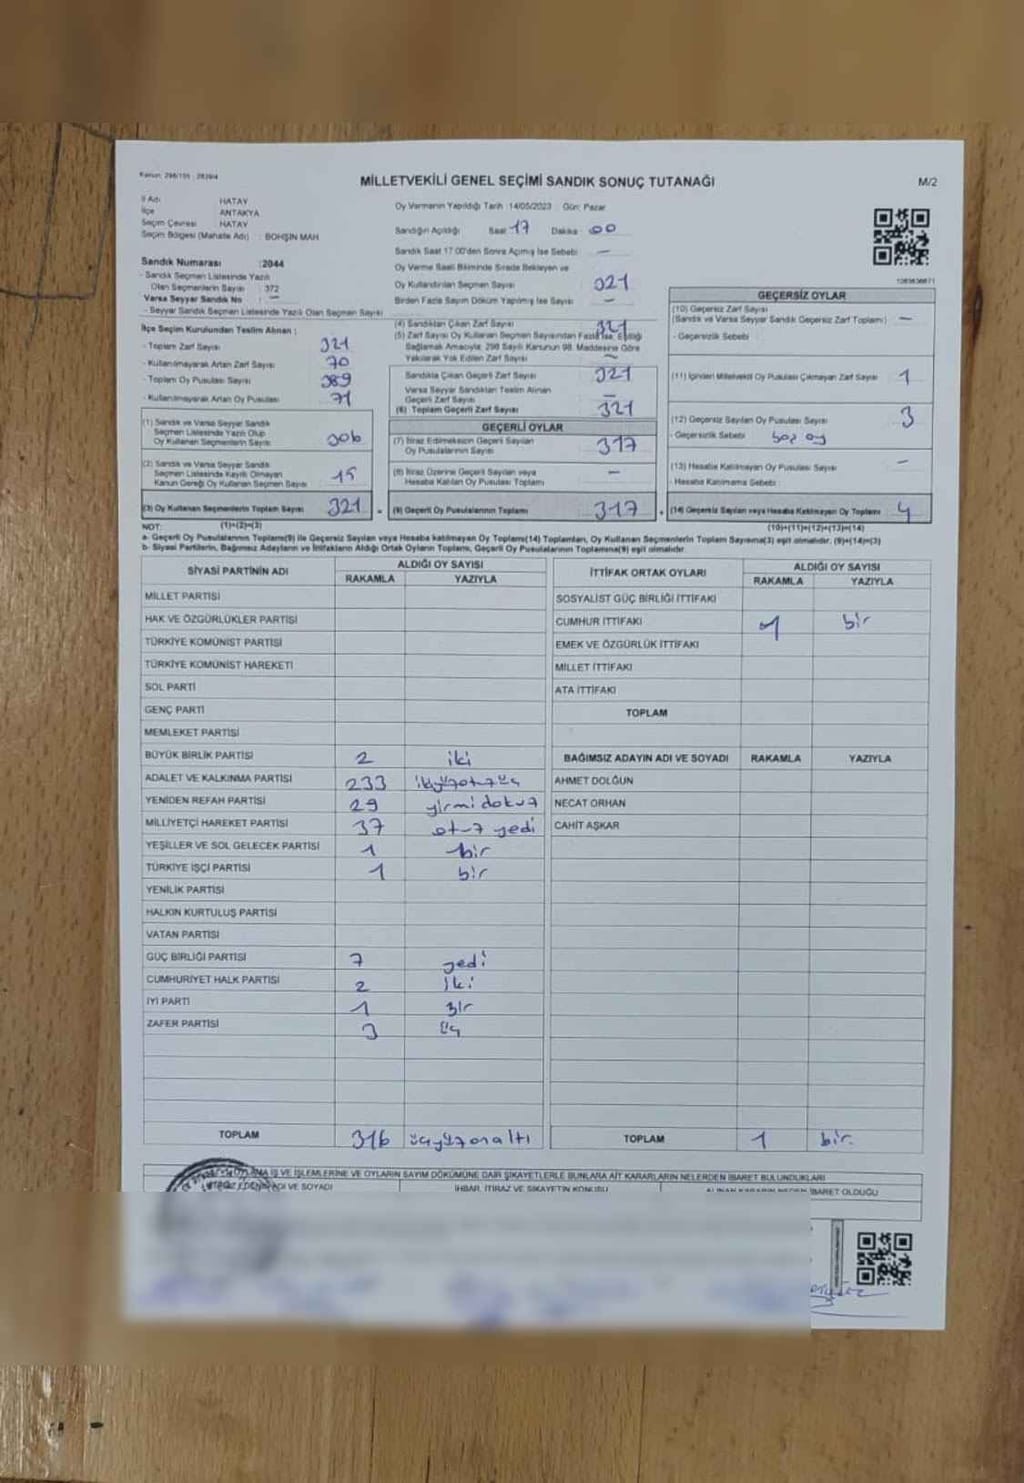 Kanun: 298/105 - 2839/4
MİLLETVEKİLİ GENEL SEÇİMİ SANDIK SONUÇ TUTANAĞI
M/2
İl Adı : HATAY
İlçe : ANTAKYA
Seçim Çevresi : HATAY
Seçim Bölgesi (Mahalle Adı) : BOHŞİN MAH
Sandık Numarası :2044
- Sandık Seçmen Listesinde Yazılı
Olan Seçmenlerin Sayısı : 372
Varsa Seyyar Sandık No : -
- Seyyar Sandık Seçmen Listesinde Yazılı Olan Seçmen Sayısı :
İlçe Seçim Kurulundan Teslim Alınan :
- Toplam Zarf Sayısı 321
- Kullanılmayarak Artan Zarf Sayısı 70
- Toplam Oy Pusulası Sayısı 389
- Kullanılmayarak Artan Oy Pusulası 71
(1) Sandık ve Varsa Seyyar Sandık
Seçmen Listesinde Yazılı Olup
Oy Kullanan Seçmenlerin Sayısı 306
(2) Sandık ve Varsa Seyyar Sandık
Seçmen Listesinde Kayıtlı Olmayan
Kanun Gereği Oy Kullanan Seçmen Sayısı 15
(3) Oy Kullanan Seçmenlerin Toplam Sayısı 321 =
(1)+(2)=(3)
Oy Vermenin Yapıldığı Tarih :14/05/2023 Gün: Pazar
Sandığın Açıldığı Saat 17 Dakika 00
Sandık Saat 17.00'den Sonra Açılmış İse Sebebi : -
Oy Verme Saati Bitiminde Sırada Bekleyen ve
Oy Kullandırılan Seçmen Sayısı 321
Birden Fazla Sayım Döküm Yapılmış İse Sayısı : -
(4) Sandıktan Çıkan Zarf Sayısı 321
(5) Zarf Sayısı Oy Kullanan Seçmen Sayısından Fazla İse, Eşitliği
Sağlamak Amacıyla, 298 Sayılı Kanunun 98. Maddesine Göre
Yakılarak Yok Edilen Zarf Sayısı -
Sandıkta Çıkan Geçerli Zarf Sayısı 321
Varsa Seyyar Sandıktan Teslim Alınan
Geçerli Zarf Sayısı -
(6) Toplam Geçerli Zarf Sayısı 321
GEÇERLİ OYLAR
(7) İtiraz Edilmeksizin Geçerli Sayılan
Oy Pusulalarının Sayısı 317
(8) İtiraz Üzerine Geçerli Sayılan veya
Hesaba Katılan Oy Pusulası Toplamı -
(9) Geçerli Oy Pusulalarının Toplamı 317 +
1083636671
GEÇERSİZ OYLAR
(10) Geçersiz Zarf Sayısı
(Sandık ve Varsa Seyyar Sandık Geçersiz Zarf Toplamı) -
- Geçersizlik Sebebi :
(11) İçinden Milletvekili Oy Pusulası Çıkmayan Zarf Sayısı 1
(12) Geçersiz Sayılan Oy Pusulası Sayısı 3
- Geçersizlik Sebebi : boş oy
(13) Hesaba Katılmayan Oy Pusulası Sayısı -
- Hesaba Katılmama Sebebi :
(14) Geçersiz Sayılan veya Hesaba Katılmayan Oy Toplamı 4
(10)+(11)+(12)+(13)=(14)
NOT:
a- Geçerli Oy Pusulalarının Toplamı(9) ile Geçersiz Sayılan veya Hesaba katılmayan Oy Toplamı(14) Toplamları, Oy Kullanan Seçmenlerin Toplam Sayısına(3) eşit olmalıdır. (9)+(14)=(3)
b- Siyasi Partilerin, Bağımsız Adayların ve İttifakların Aldığı Ortak Oyların Toplamı, Geçerli Oy Pusulalarının Toplamına(9) eşit olmalıdır.
SİYASİ PARTİNİN ADI ALDIĞI OY SAYISI
RAKAMLA YAZIYLA
MİLLET PARTİSİ
HAK VE ÖZGÜRLÜKLER PARTİSİ
TÜRKİYE KOMÜNİST PARTİSİ
TÜRKİYE KOMÜNİST HAREKETİ
SOL PARTİ
GENÇ PARTİ
MEMLEKET PARTİSİ
BÜYÜK BİRLİK PARTİSİ 2 iki
ADALET VE KALKINMA PARTİSİ 233 ikiyüzotuzüç
YENİDEN REFAH PARTİSİ 29 yirmidokuz
MİLLİYETÇİ HAREKET PARTİSİ 37 otuz yedi
YEŞİLLER VE SOL GELECEK PARTİSİ 1 bir
TÜRKİYE İŞÇİ PARTİSİ 1 bir
YENİLİK PARTİSİ
HALKIN KURTULUŞ PARTİSİ
VATAN PARTİSİ
GÜÇ BİRLİĞİ PARTİSİ 7 yedi
CUMHURİYET HALK PARTİSİ 2 iki
İYİ PARTİ 1 Bir
ZAFER PARTİSİ 3 üç
TOPLAM 316 üçyüzonaltı
İTTİFAK ORTAK OYLARI ALDIĞI OY SAYISI
RAKAMLA YAZIYLA
SOSYALİST GÜÇ BİRLİĞİ İTTİFAKI
CUMHUR İTTİFAKI 1 bir
EMEK VE ÖZGÜRLÜK İTTİFAKI
MİLLET İTTİFAKI
ATA İTTİFAKI
TOPLAM
BAĞIMSIZ ADAYIN ADI VE SOYADI RAKAMLA YAZIYLA
AHMET DOLĞUN
NECAT ORHAN
CAHİT AŞKAR
TOPLAM 1 bir.
İŞ VE İŞLEMLERİNE VE OYLARIN SAYIM DÖKÜMÜNE DAİR ŞİKAYETLERLE BUNLARA AİT KARARLARIN NELERDEN İBARET BULUNDUKLARI
ADI VE SOYADI İHBAR, İTİRAZ VE ŞİKAYETİN KONUSU ALINAN KARARIN NEDEN İBARET OLDUĞU